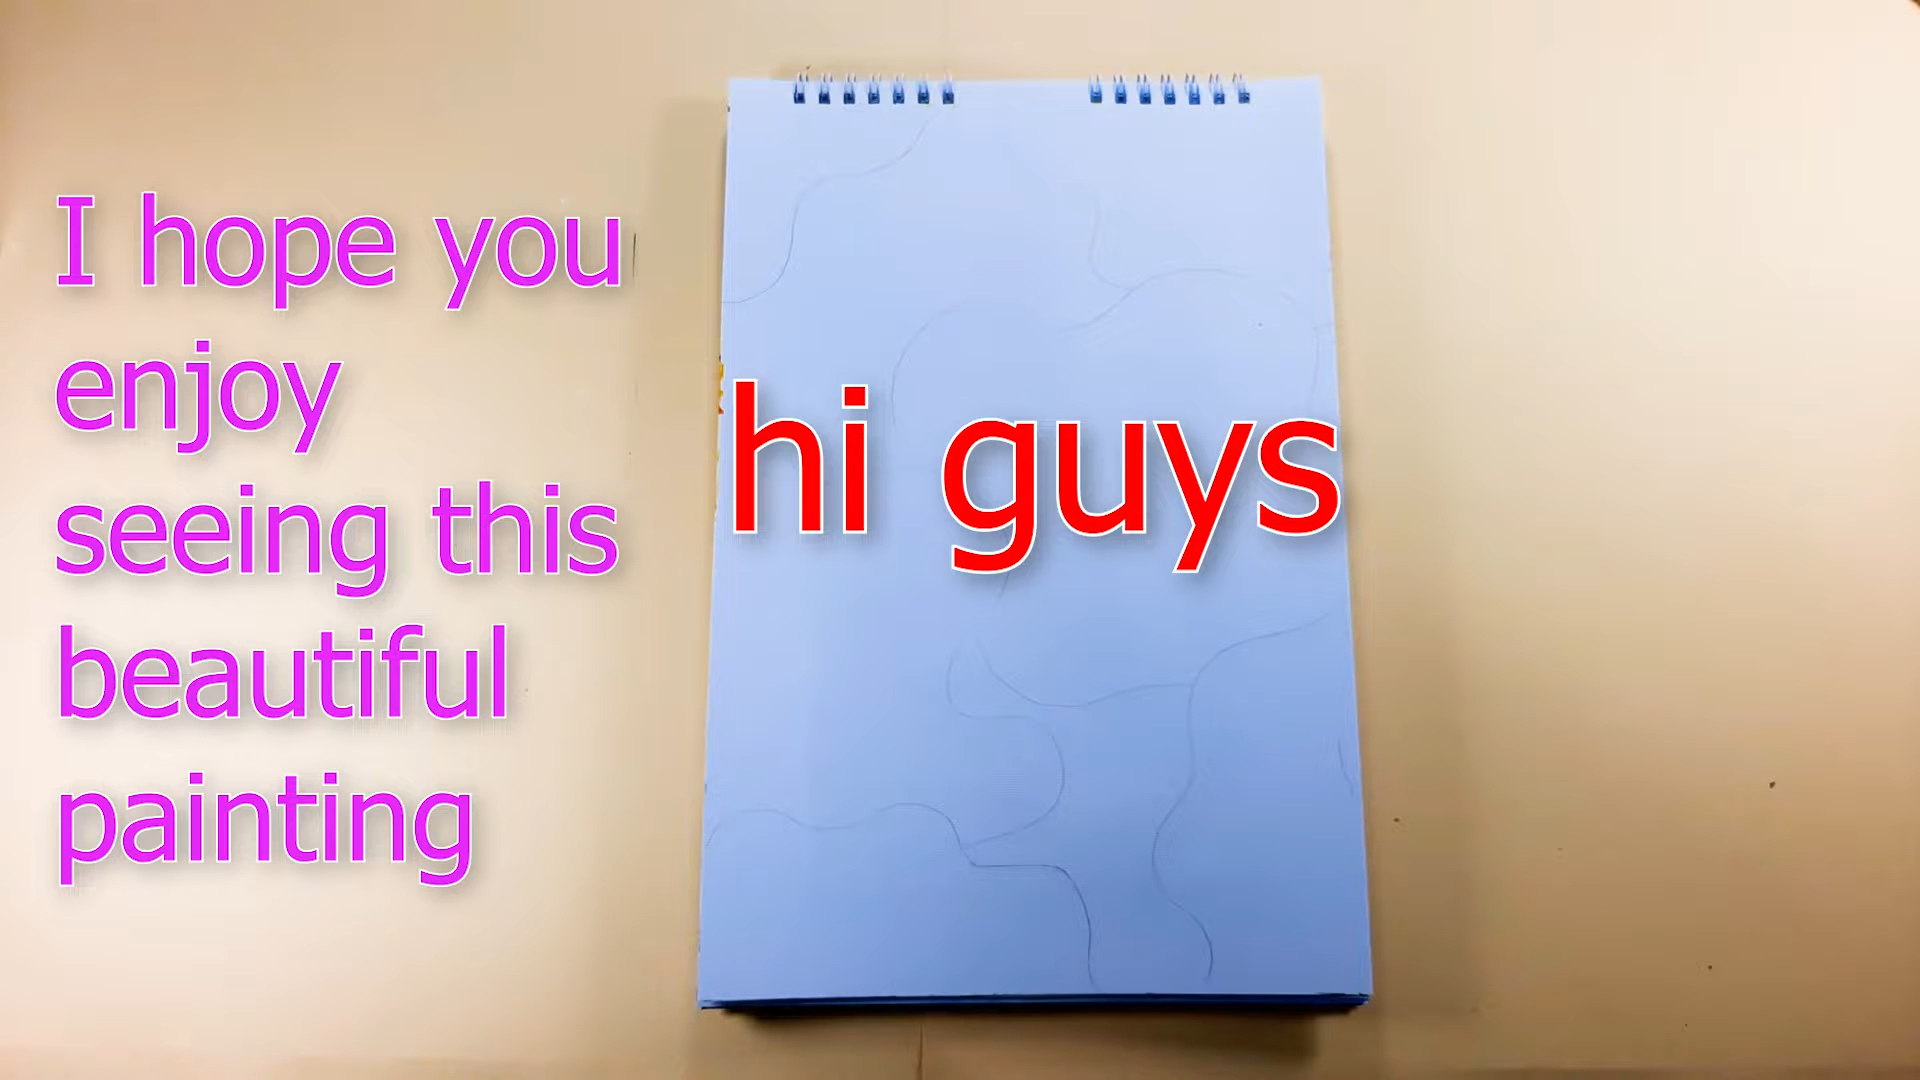 I hope you
enjoy
seeing this
beautiful
painting
hi guys